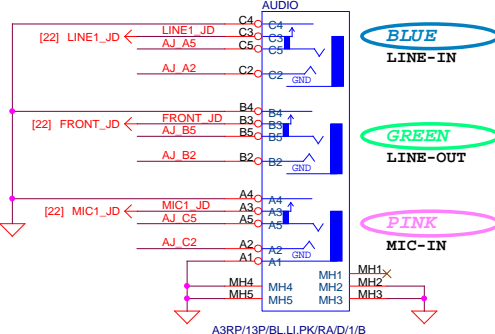 AUDIO
C4 C4
[22] LINE1_JD LINE1_JD C3 C3
AJ_A5 C5 C5
BLUE
LINE-IN
AJ_A2 C2 C2
GND
B4 B4
[22] FRONT_JD FRONT_JD B3 B3
AJ_B5 B5 B5
GREEN
LINE-OUT
AJ_B2 B2 B2
GND
A4 A4
[22] MIC1_JD MIC1_JD A3 A3
AJ_C5 A5 A5
PINK
MIC-IN
AJ_C2 A2 A2
GND
A1 A1
MH1 MH1
MH4 MH4 MH2 MH2
MH5 MH5 MH3 MH3
A3RP/13P/BL.LI.PK/RA/D/1/B